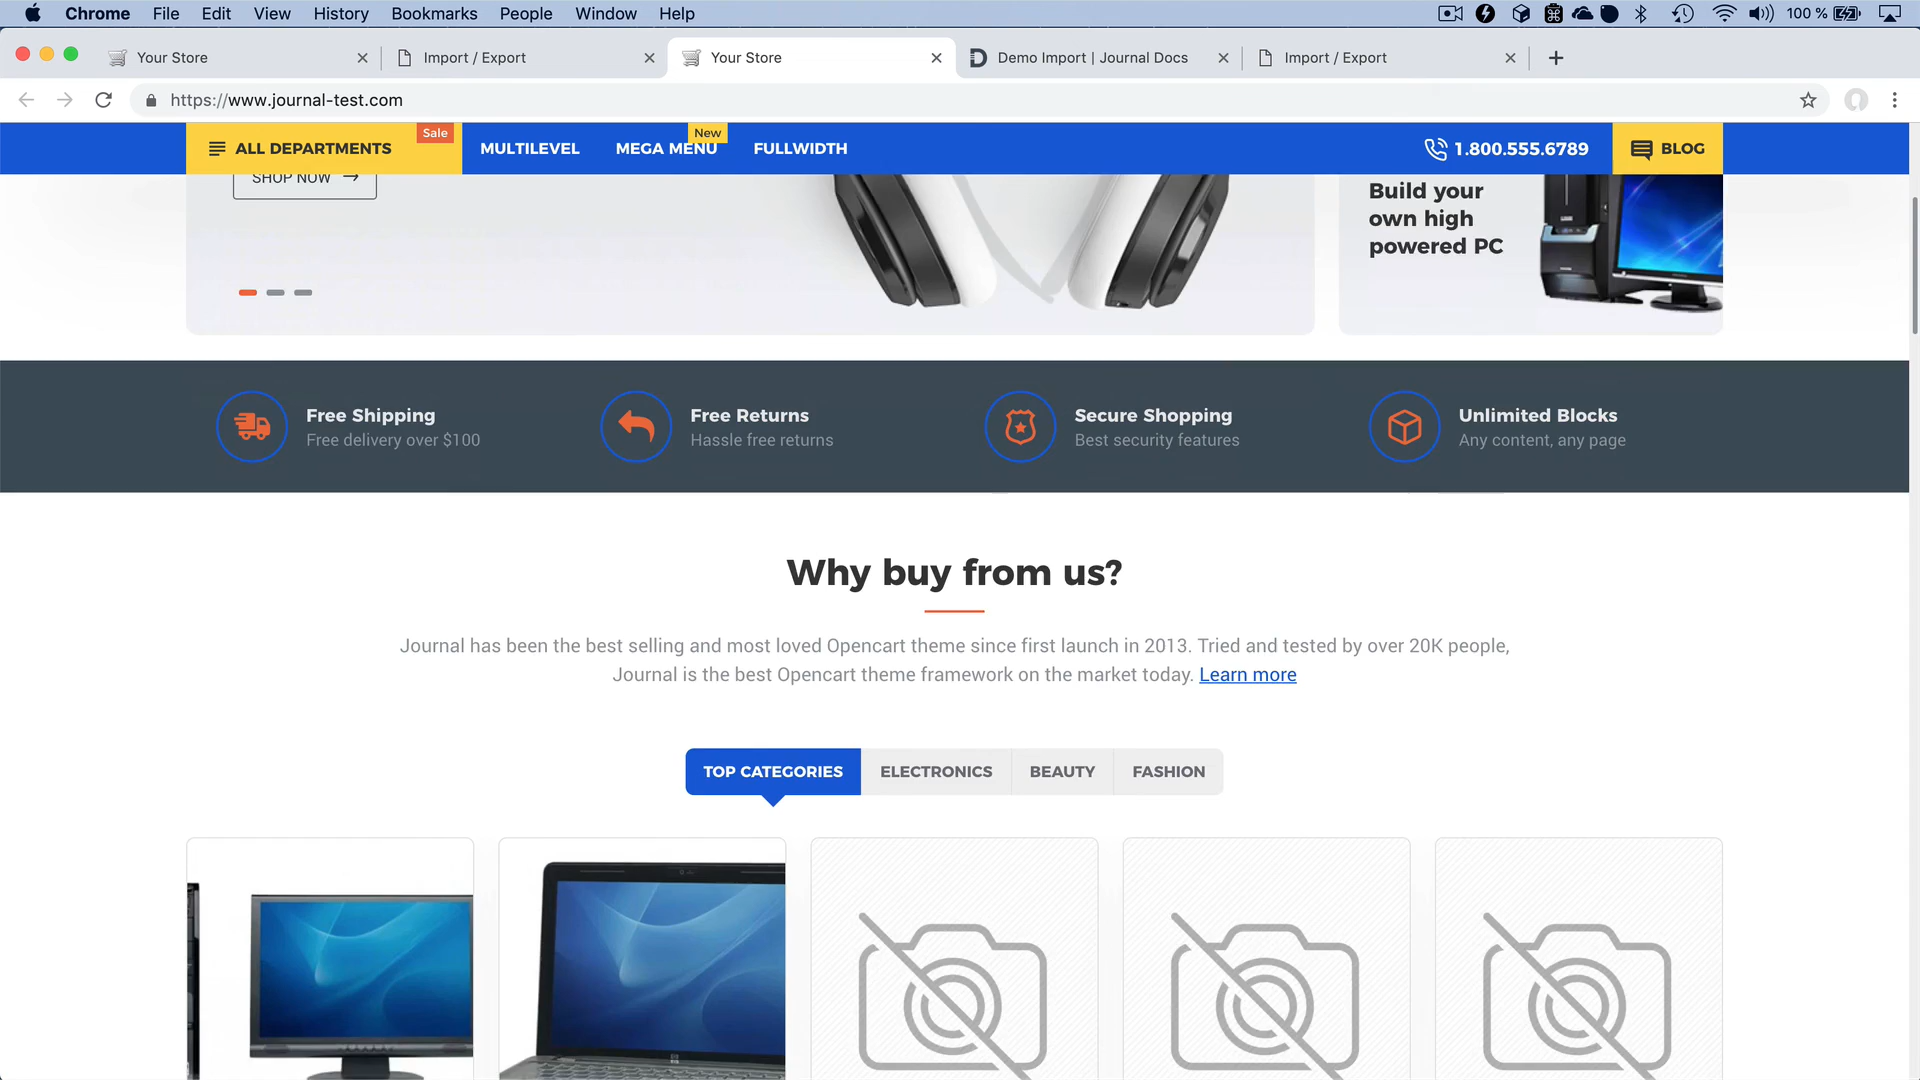 Chrome File Edit View History Bookmarks People Window Help 100 %
Your Store Import / Export Your Store Demo Import | Journal Docs Import / Export
https://www.journal-test.com
ALL DEPARTMENTS Sale MULTILEVEL MEGA MENU New FULLWIDTH 1.800.555.6789 BLOG
SHOP NOW
Build your
own high
powered PC
Free Shipping
Free delivery over $100
Free Returns
Hassle free returns
Secure Shopping
Best security features
Unlimited Blocks
Any content, any page
Why buy from us?
Journal has been the best selling and most loved Opencart theme since first launch in 2013. Tried and tested by over 20K people,
Journal is the best Opencart theme framework on the market today. Learn more
TOP CATEGORIES ELECTRONICS BEAUTY FASHION